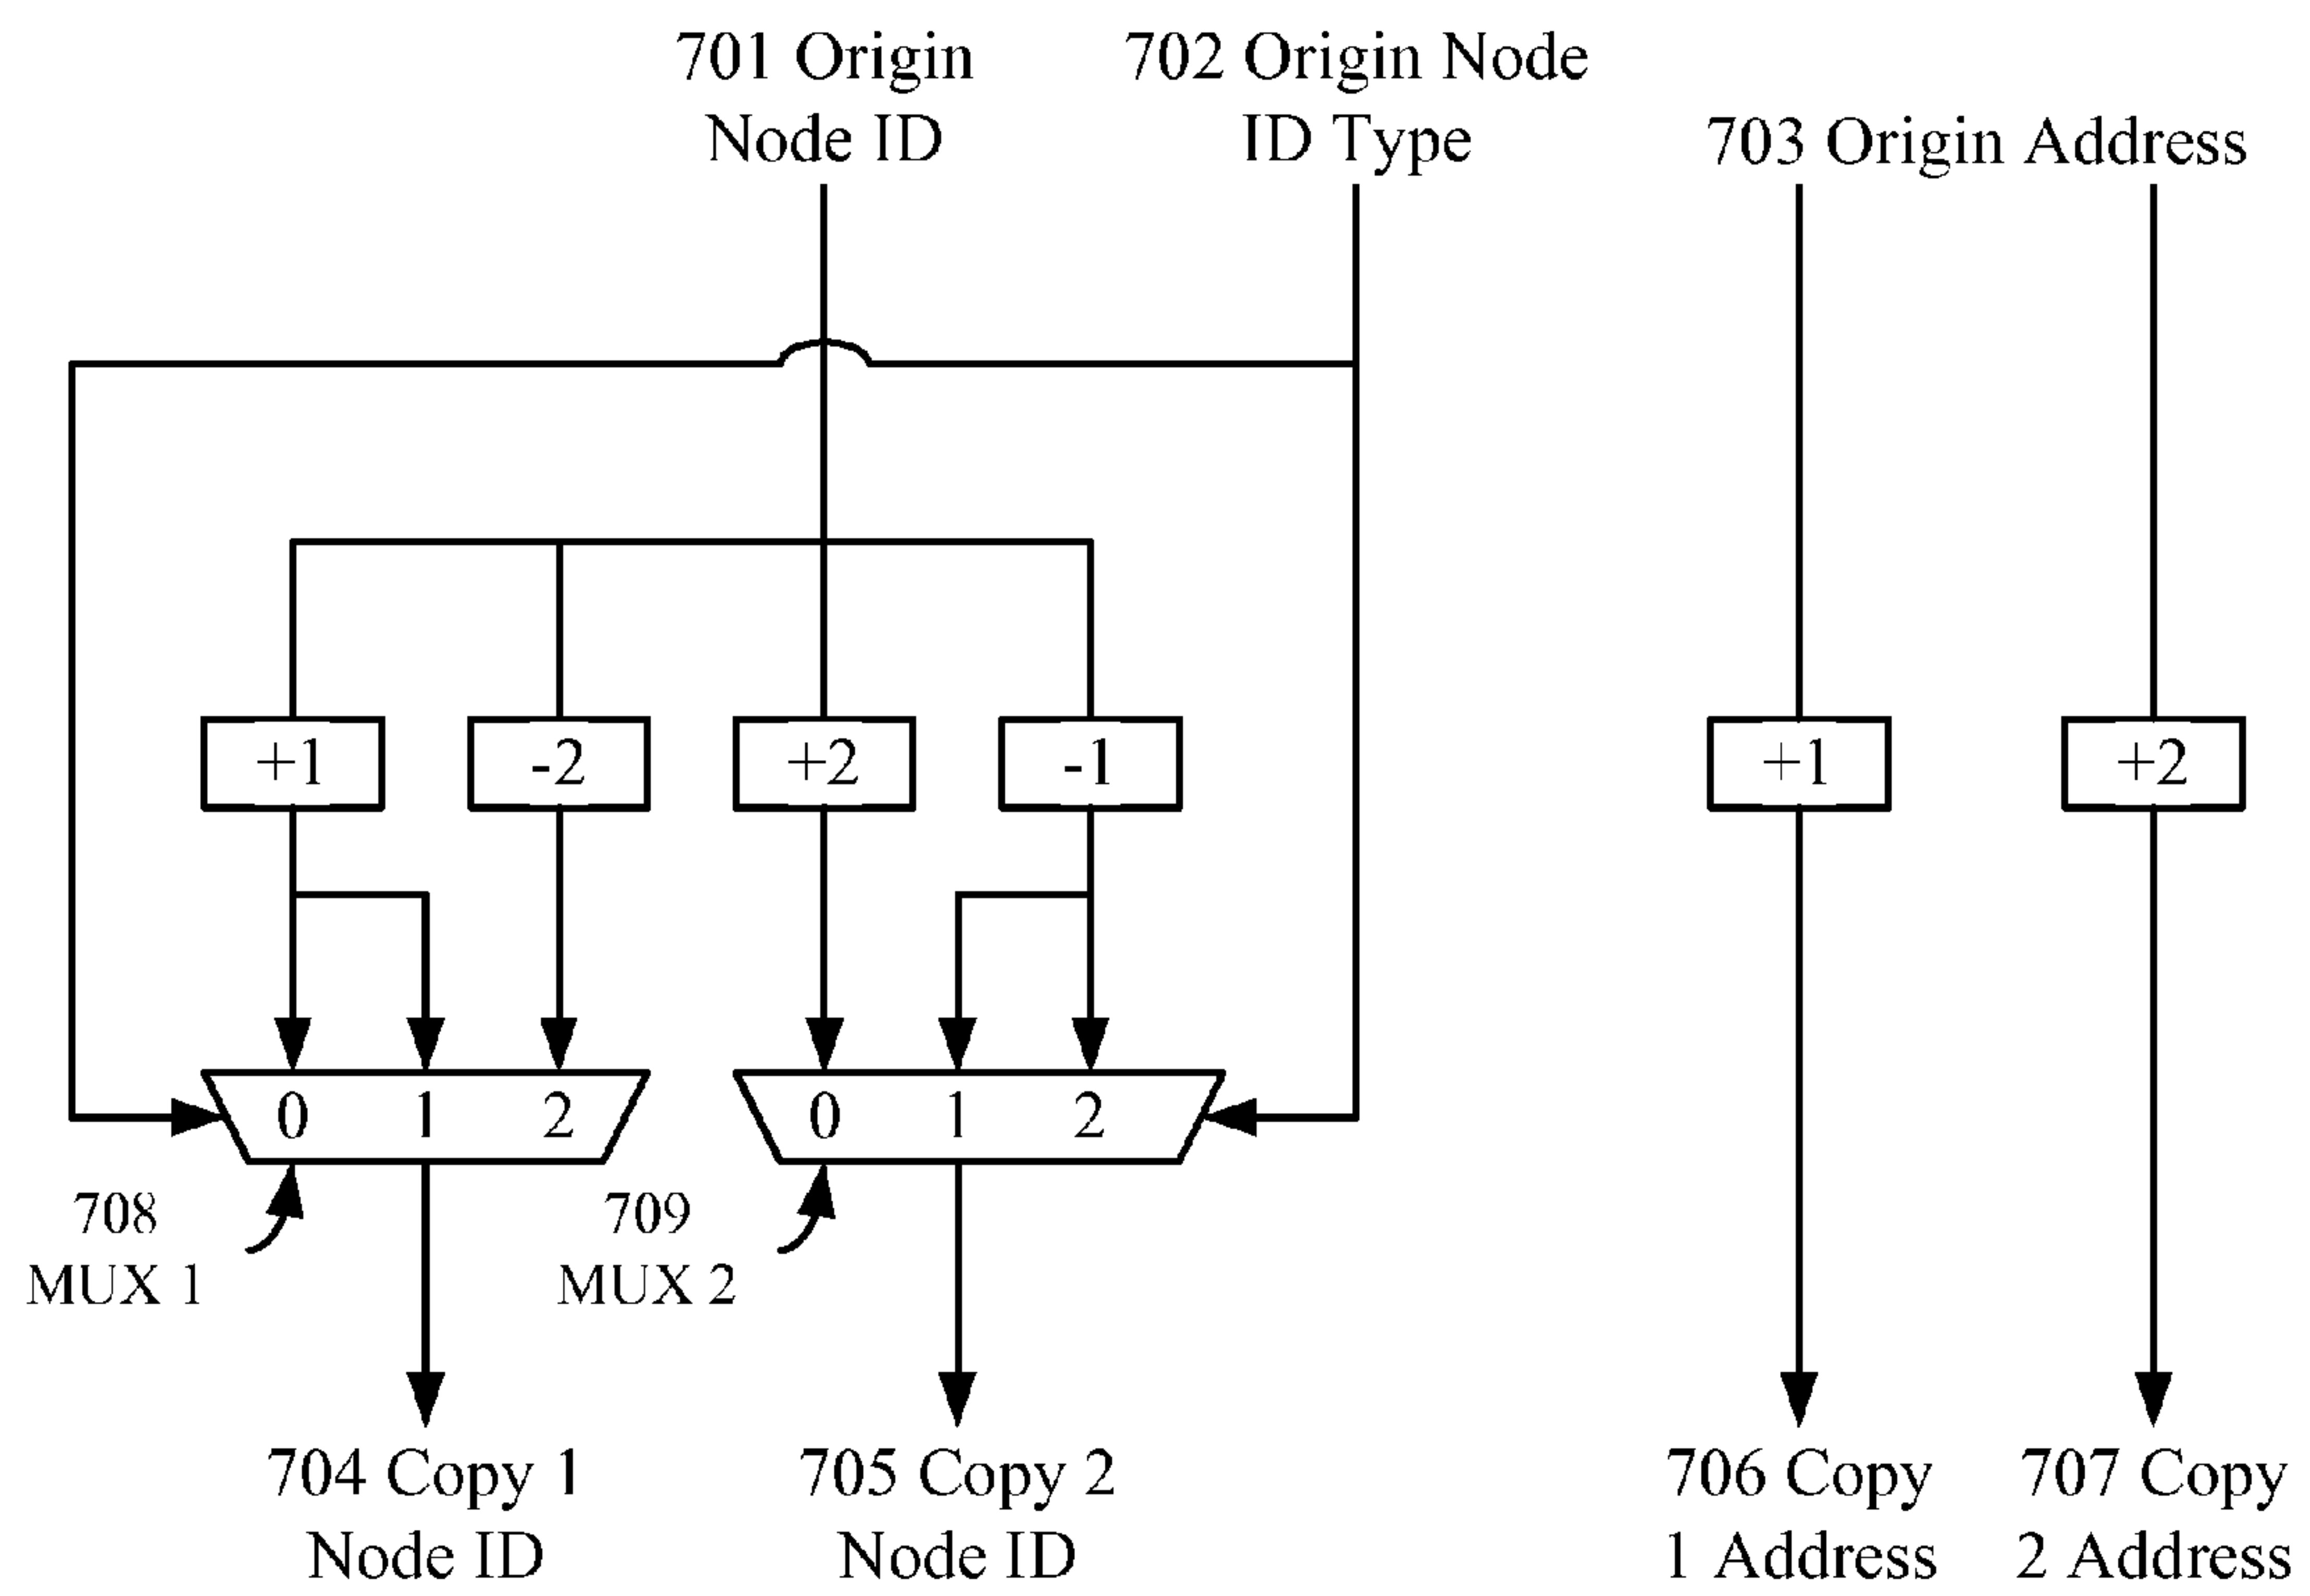 701 Origin
Node ID
702 Origin Node
ID Type
703 Origin Address
+1
-2
+2
-1
+1
+2
0 1 2
0 1 2
708
MUX 1
709
MUX 2
704 Copy 1
Node ID
705 Copy 2
Node ID
706 Copy
1 Address
707 Copy
2 Address